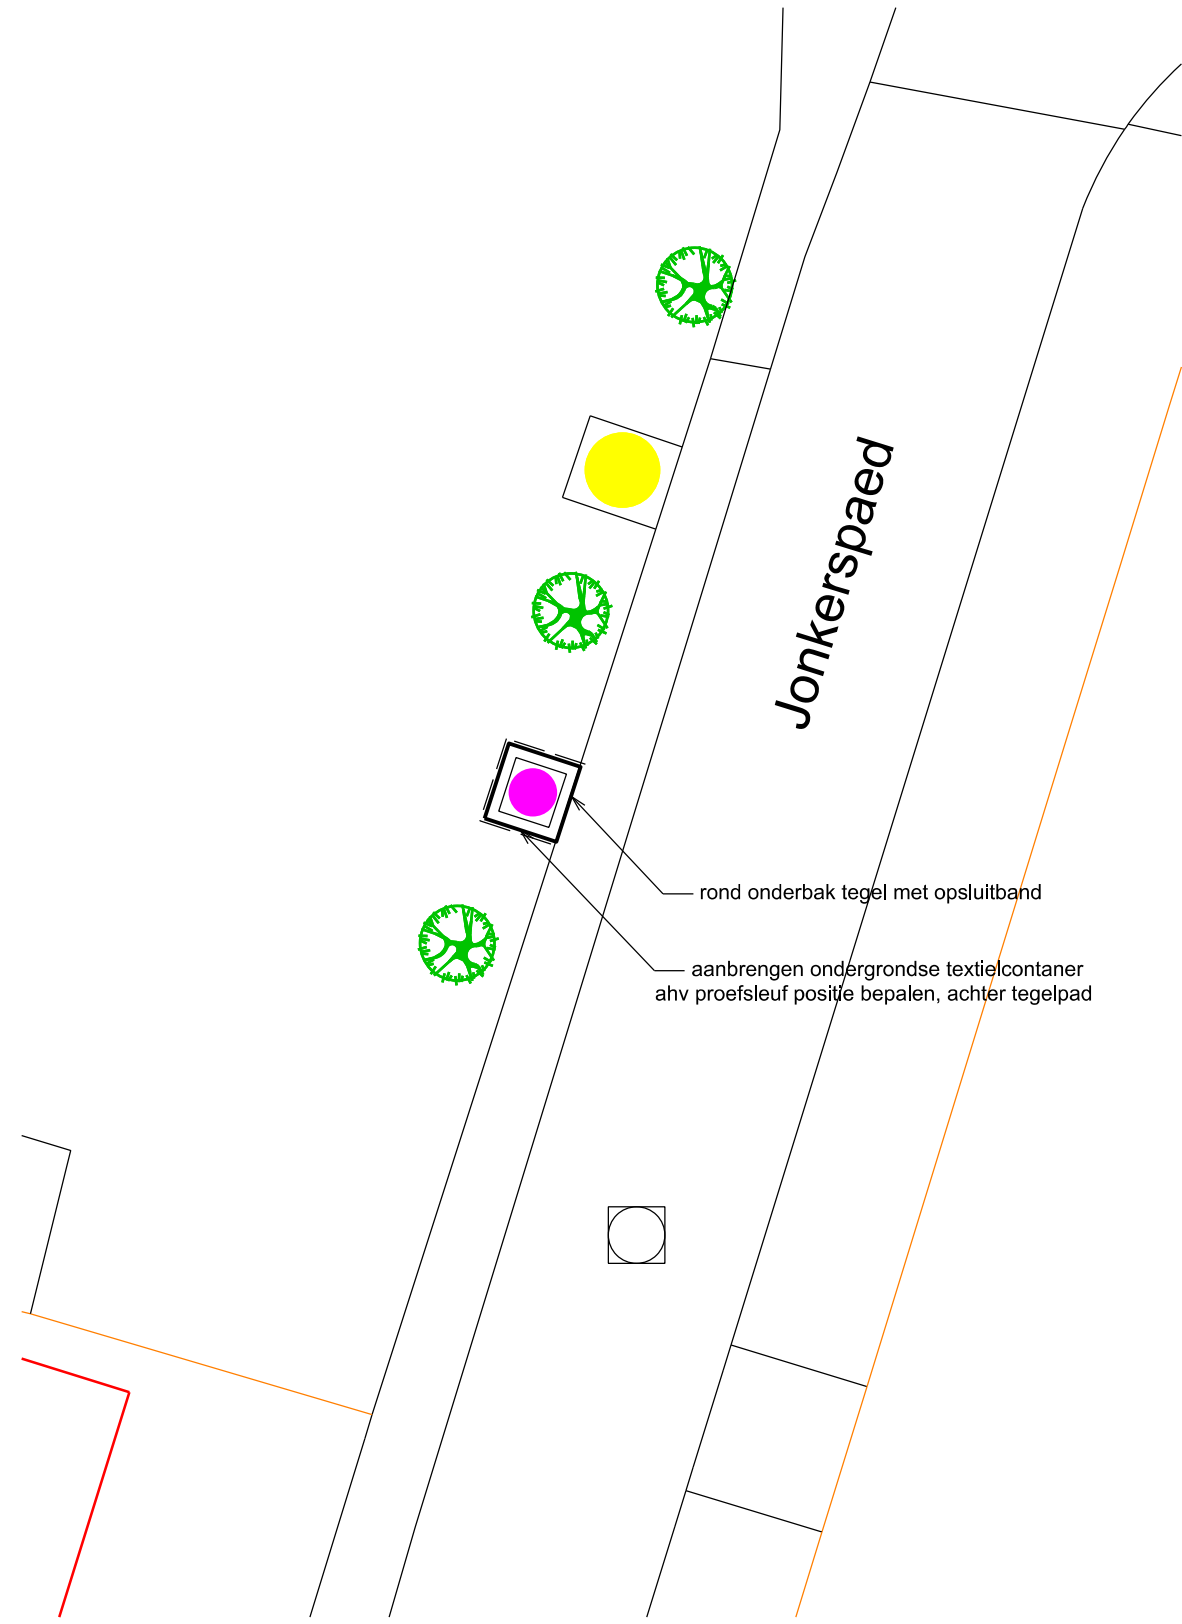 Jonkerspaed
rond onderbak tegel met opsluitband
aanbrengen ondergrondse textielcontaner
ahv proefsleuf positie bepalen, achter tegelpad